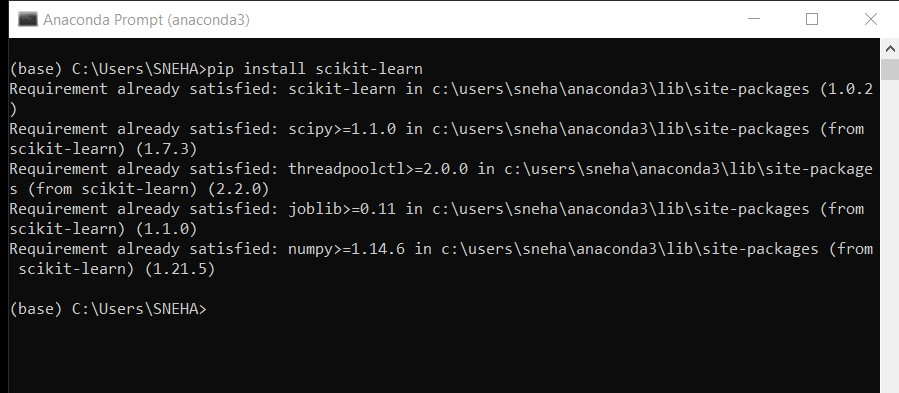 Anaconda Prompt (anaconda3)
(base) C:\Users\SNEHA>pip install scikit-learn
Requirement already satisfied: scikit-learn in c:\users\sneha\anaconda3\lib\site-packages (1.0.2
)
Requirement already satisfied: scipy>=1.1.0 in c:\users\sneha\anaconda3\lib\site-packages (from
scikit-learn) (1.7.3)
Requirement already satisfied: threadpoolctl>=2.0.0 in c:\users\sneha\anaconda3\lib\site-package
s (from scikit-learn) (2.2.0)
Requirement already satisfied: joblib>=0.11 in c:\users\sneha\anaconda3\lib\site-packages (from
scikit-learn) (1.1.0)
Requirement already satisfied: numpy>=1.14.6 in c:\users\sneha\anaconda3\lib\site-packages (from
 scikit-learn) (1.21.5)
(base) C:\Users\SNEHA>